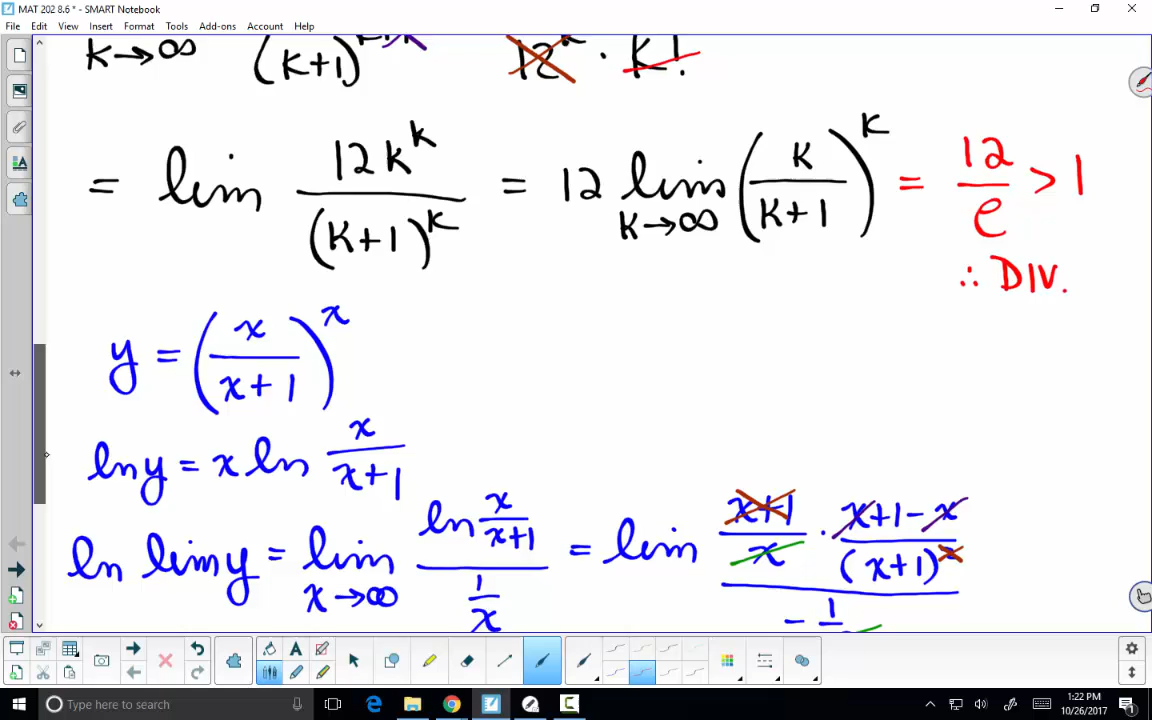 MAT 202 8.6 * - SMART Notebook
File Edit View Insert Format Tools Add-ons Account Help
k→∞ (k+1) 12^k · k!
= lim 12k^k / (k+1)^k = 12 lim k→∞ (k / k+1)^k = 12/e > 1
∴ DIV.
y = (x / x+1)^x
ln y = x ln x / x+1
ln lim y = lim x→∞ ln x/x+1 / 1/x = lim x+1/x · x+1-x/(x+1)^2 / - 1
Type here to search
1:22 PM
10/26/2017